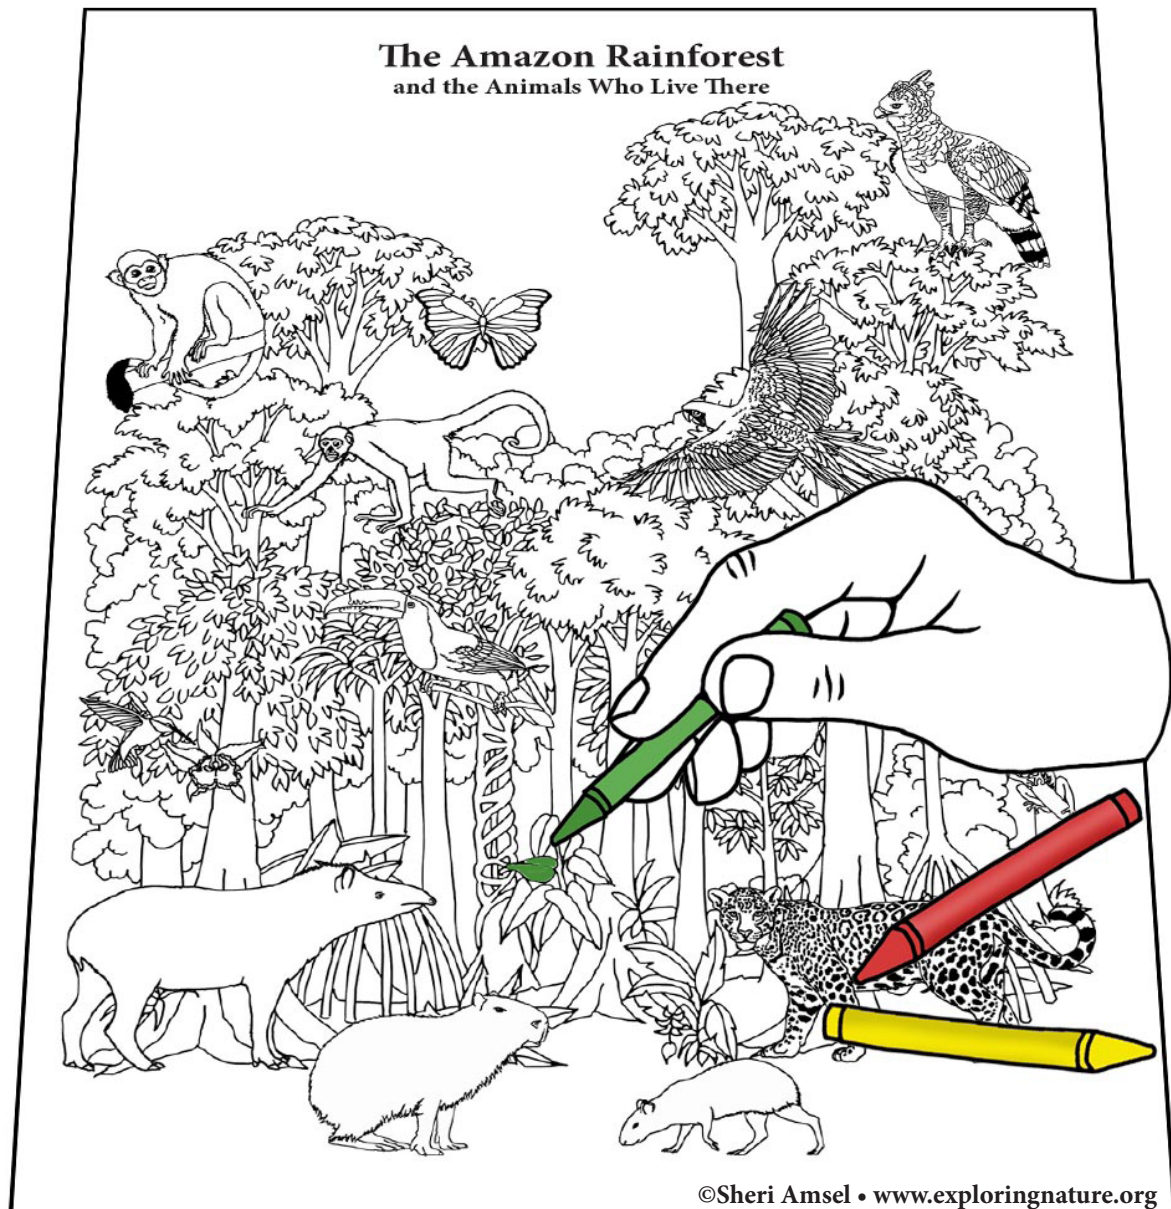 The Amazon Rainforest
and the Animals Who Live There
©Sheri Amsel • www.exploringnature.org